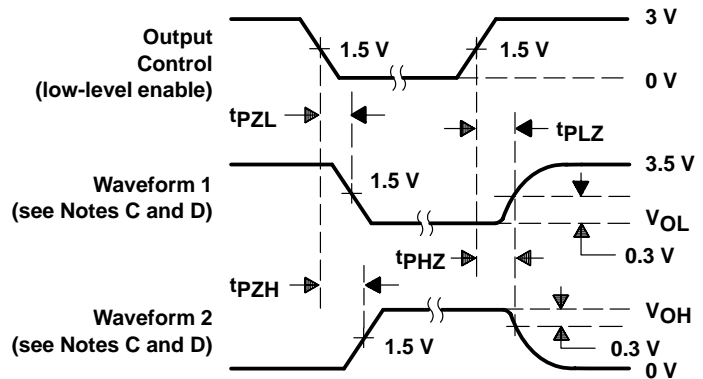 3 V
Output
Control
(low-level enable)
1.5 V
1.5 V
0 V
tPZL
tPLZ
3.5 V
Waveform 1
(see Notes C and D)
1.5 V
VOL
0.3 V
tPHZ
tPZH
Waveform 2
(see Notes C and D)
1.5 V
VOH
0.3 V
0 V